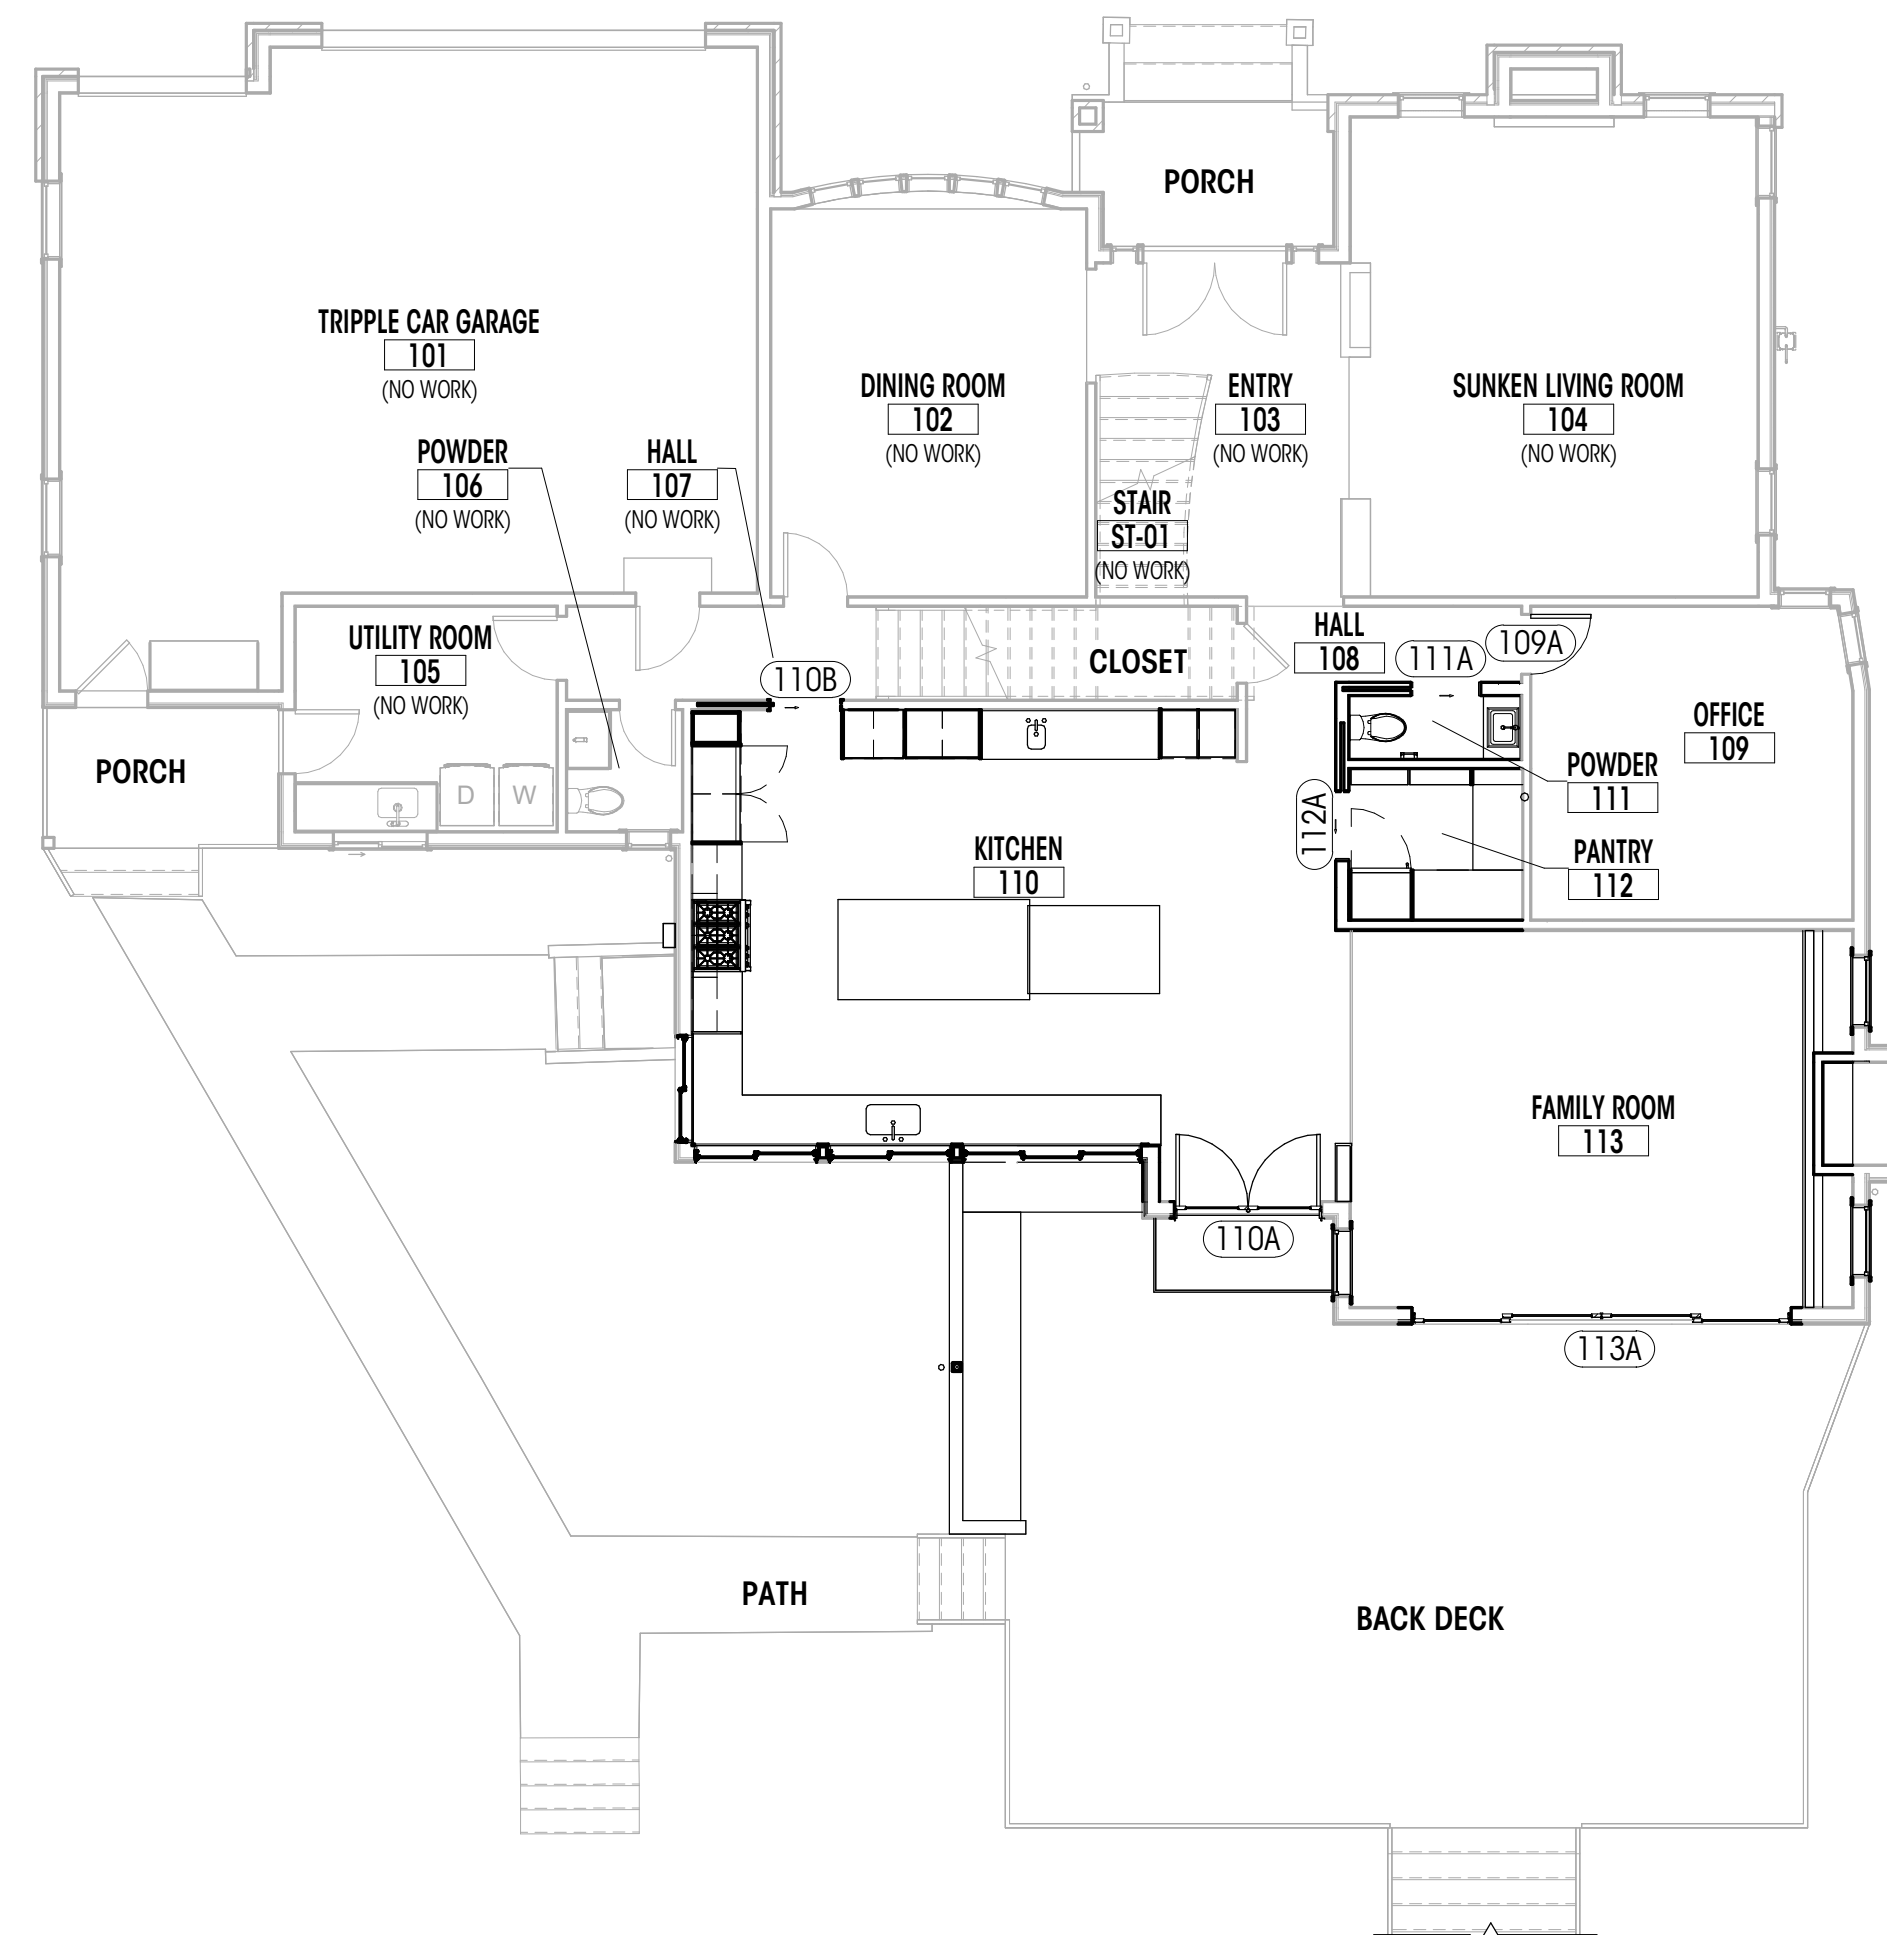 PORCH
TRIPPLE CAR GARAGE
101
(NO WORK)
DINING ROOM
102
(NO WORK)
ENTRY
103
(NO WORK)
SUNKEN LIVING ROOM
104
(NO WORK)
POWDER
106
(NO WORK)
HALL
107
(NO WORK)
STAIR
ST-01
(NO WORK)
UTILITY ROOM
105
(NO WORK)
110B
CLOSET
HALL
108
111A
109A
PORCH
D
W
OFFICE
109
POWDER
111
112A
PANTRY
112
KITCHEN
110
FAMILY ROOM
113
110A
113A
PATH
BACK DECK